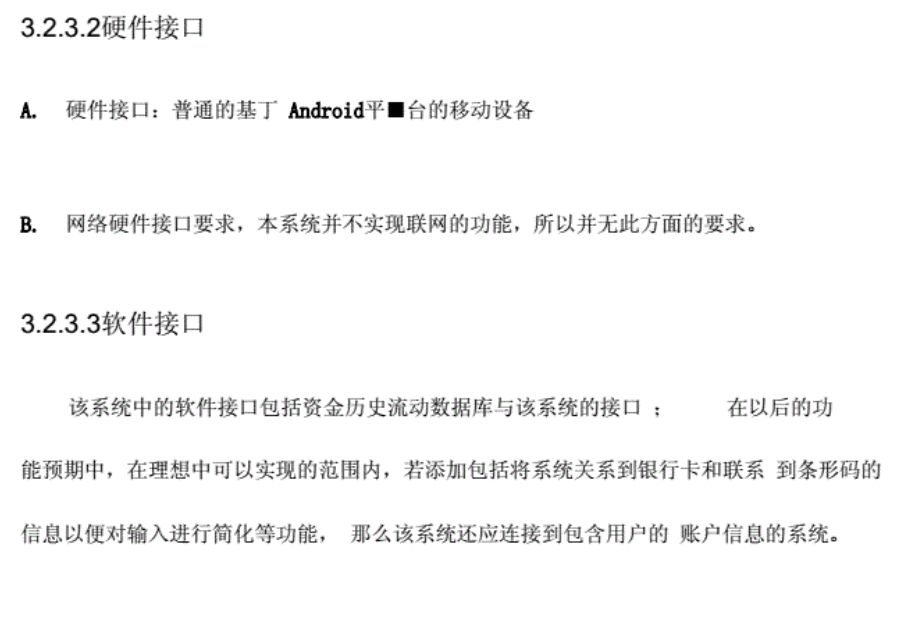 3.2.3.2硬件接口
A. 硬件接口：普通的基丁 Android平■台的移动设备
B. 网络硬件接口要求，本系统并不实现联网的功能，所以并无此方面的要求。
3.2.3.3软件接口
该系统中的软件接口包括资金历史流动数据库与该系统的接口 ； 在以后的功
能预期中，在理想中可以实现的范围内，若添加包括将系统关系到银行卡和联系 到条形码的
信息以便对输入进行简化等功能， 那么该系统还应连接到包含用户的 账户信息的系统。